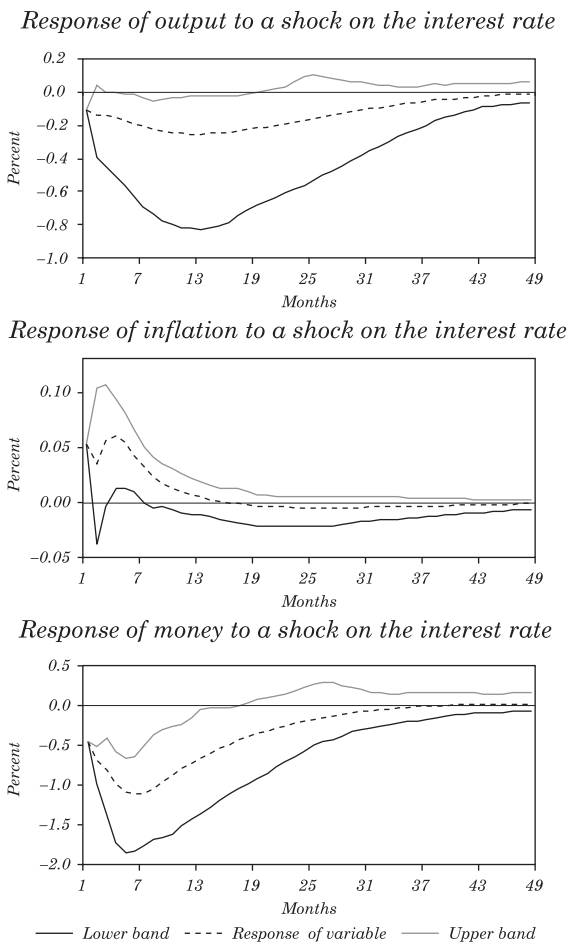 Response of output to a shock on the interest rate
0.2
0.0
−0.2
−0.4
−0.6
−0.8
−1.0
Percent
1 7 13 19 25 31 37 43 49
Months
Response of inflation to a shock on the interest rate
0.10
0.05
0.00
−0.05
Percent
1 7 13 19 25 31 37 43 49
Months
Response of money to a shock on the interest rate
0.5
0.0
−0.5
−1.0
−1.5
−2.0
Percent
1 7 13 19 25 31 37 43 49
Months
Lower band Response of variable Upper band